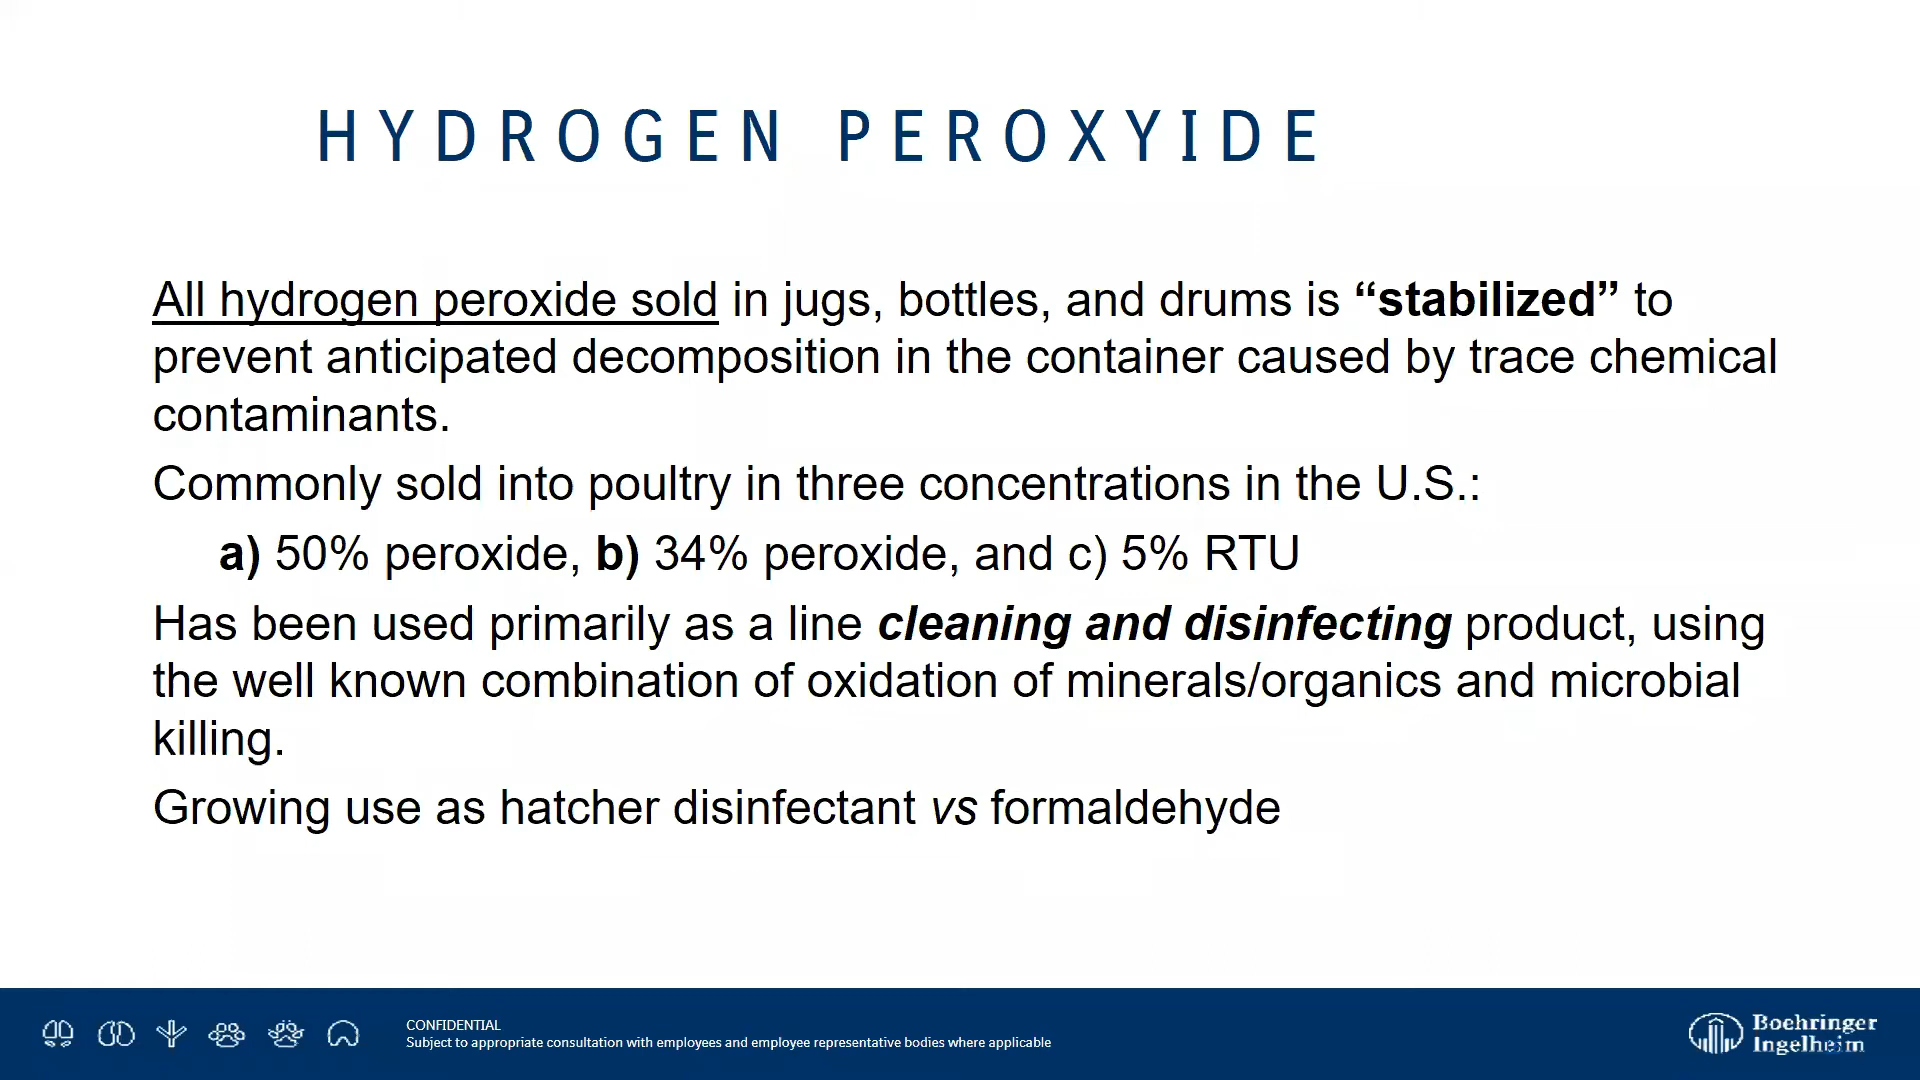 HYDROGEN PEROXYIDE
All hydrogen peroxide sold in jugs, bottles, and drums is “stabilized” to
prevent anticipated decomposition in the container caused by trace chemical
contaminants.
Commonly sold into poultry in three concentrations in the U.S.:
a) 50% peroxide, b) 34% peroxide, and c) 5% RTU
Has been used primarily as a line cleaning and disinfecting product, using
the well known combination of oxidation of minerals/organics and microbial
killing.
Growing use as hatcher disinfectant vs formaldehyde
CONFIDENTIAL
Subject to appropriate consultation with employees and employee representative bodies where applicable
Boehringer
Ingelheim